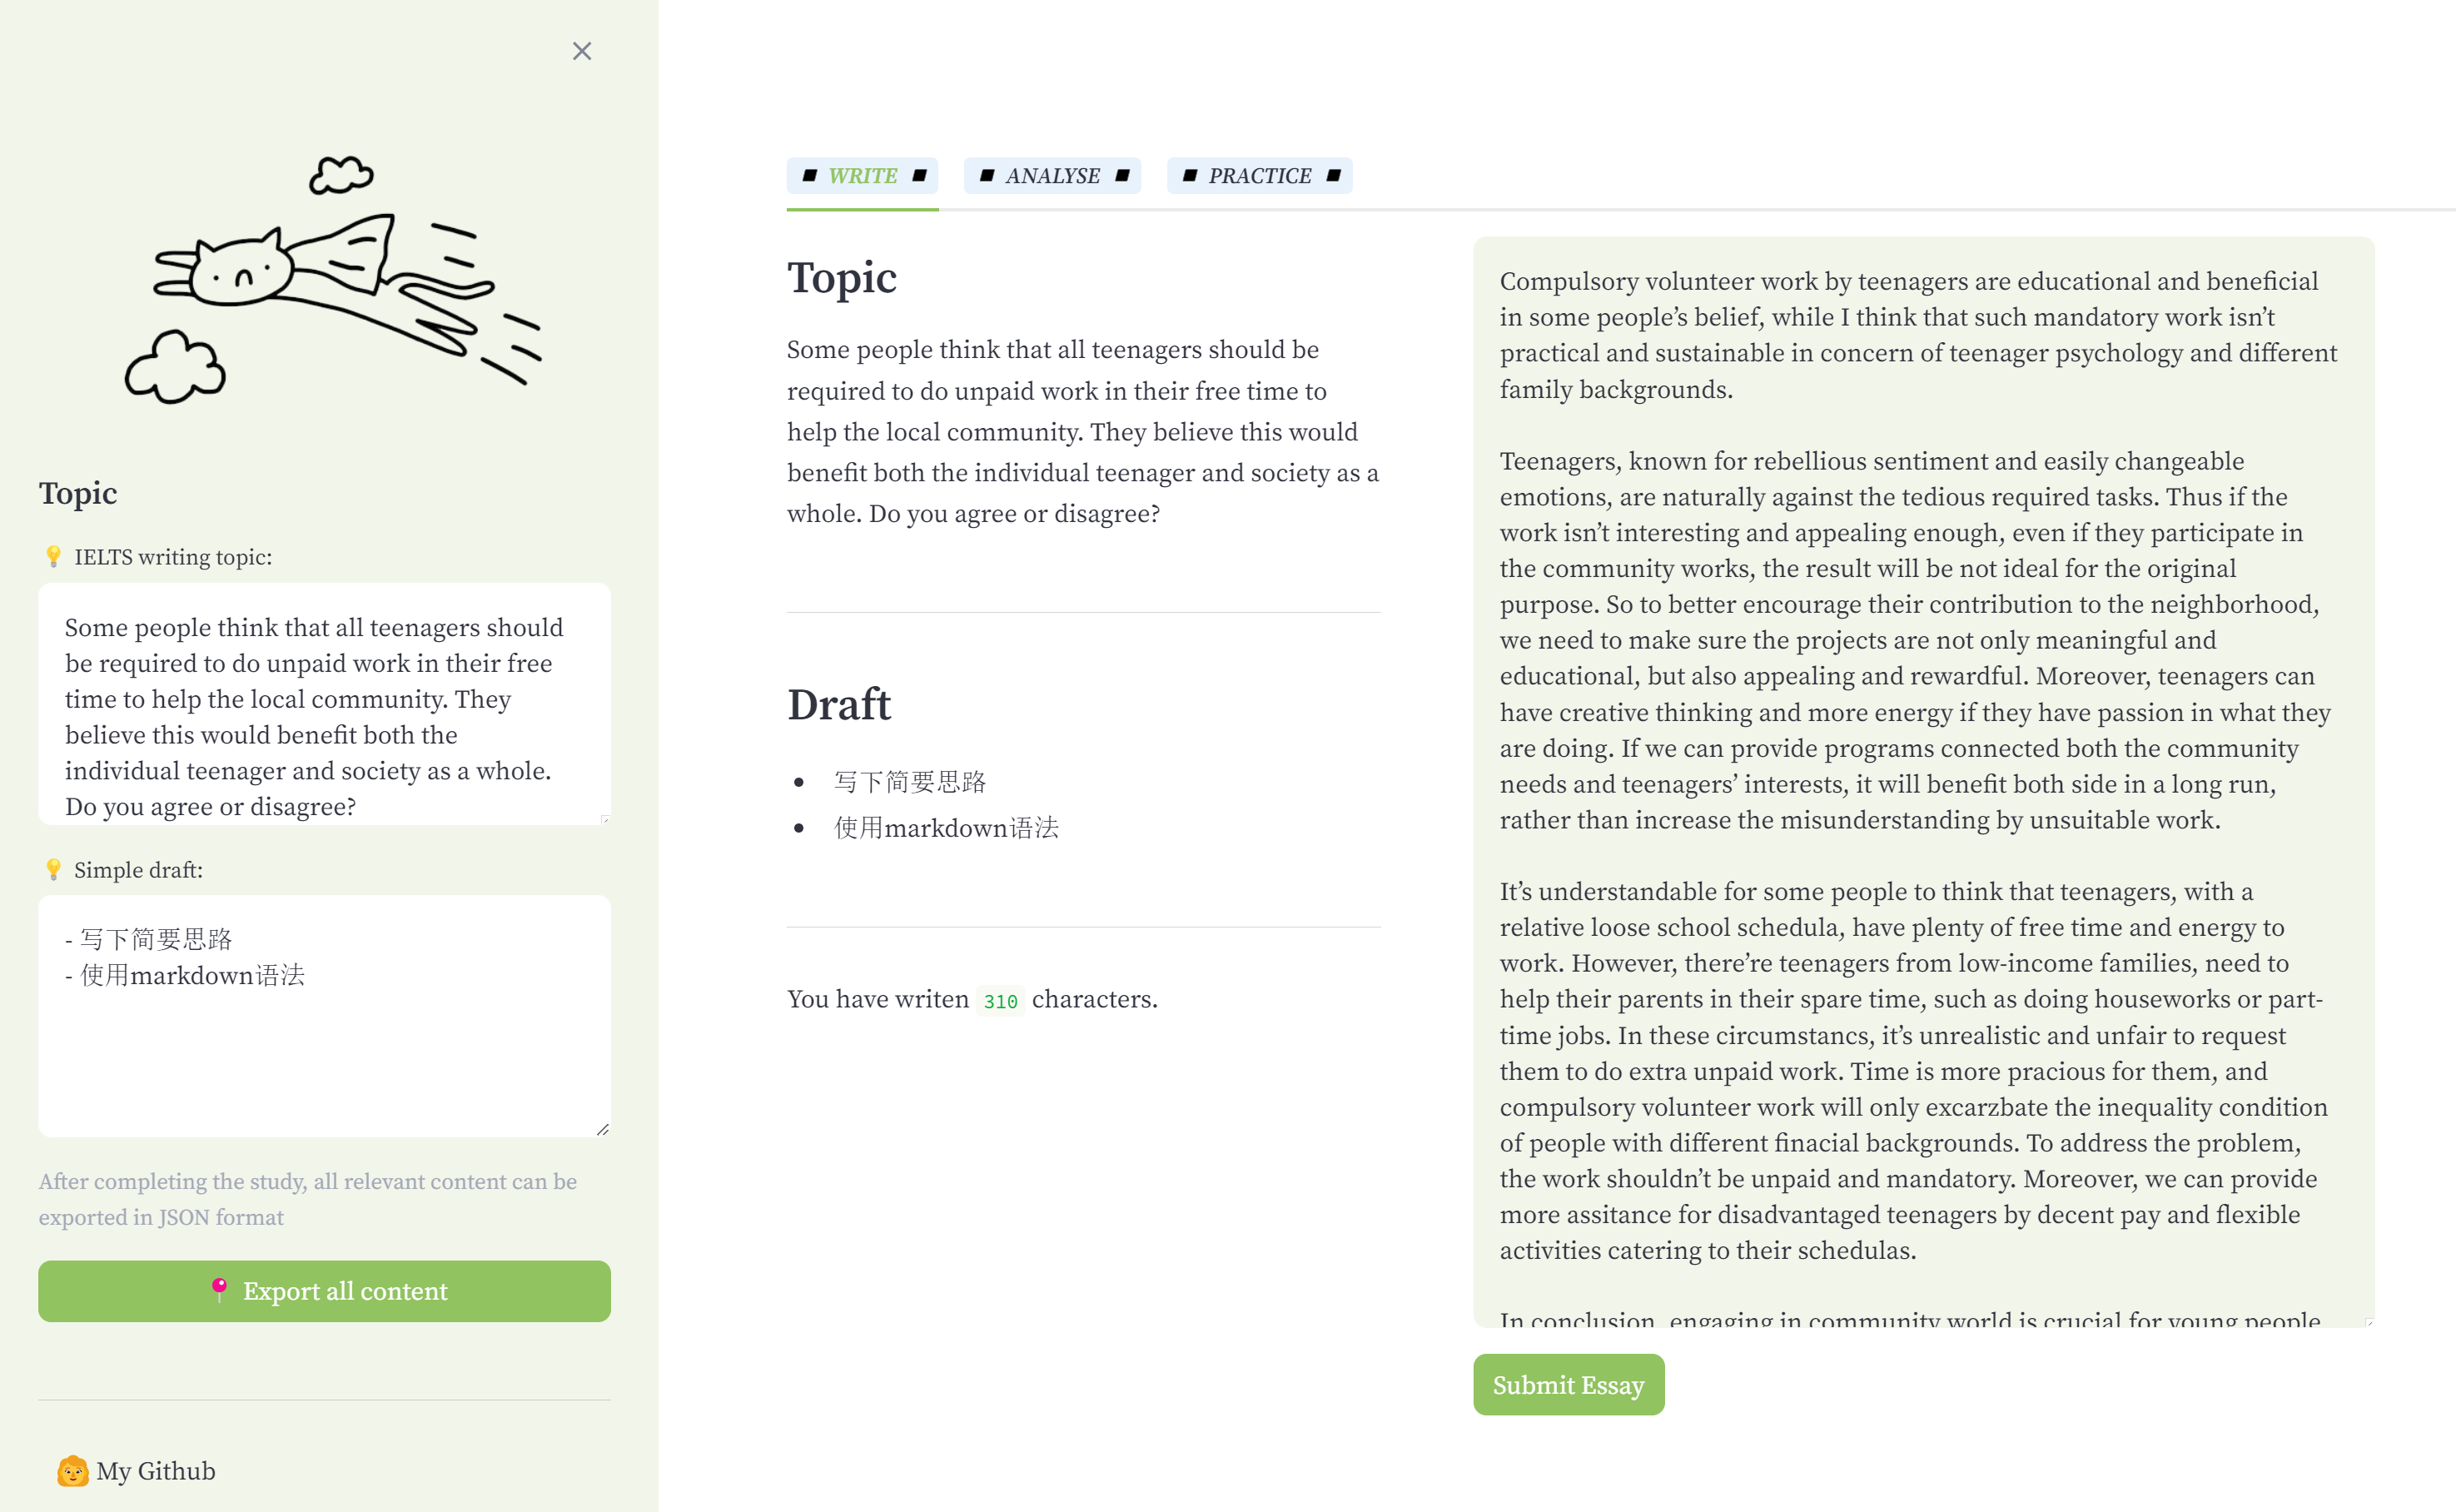 Topic
💡 IELTS writing topic:
Some people think that all teenagers should
be required to do unpaid work in their free
time to help the local community. They
believe this would benefit both the
individual teenager and society as a whole.
Do you agree or disagree?
💡 Simple draft:
- 写下简要思路
- 使用markdown语法
After completing the study, all relevant content can be
exported in JSON format
Export all content
My Github
WRITE
ANALYSE
PRACTICE
Topic
Some people think that all teenagers should be
required to do unpaid work in their free time to
help the local community. They believe this would
benefit both the individual teenager and society as a
whole. Do you agree or disagree?
Draft
• 写下简要思路
• 使用markdown语法
You have writen 310 characters.
Compulsory volunteer work by teenagers are educational and beneficial
in some people’s belief, while I think that such mandatory work isn’t
practical and sustainable in concern of teenager psychology and different
family backgrounds.
Teenagers, known for rebellious sentiment and easily changeable
emotions, are naturally against the tedious required tasks. Thus if the
work isn’t interesting and appealing enough, even if they participate in
the community works, the result will be not ideal for the original
purpose. So to better encourage their contribution to the neighborhood,
we need to make sure the projects are not only meaningful and
educational, but also appealing and rewardful. Moreover, teenagers can
have creative thinking and more energy if they have passion in what they
are doing. If we can provide programs connected both the community
needs and teenagers’ interests, it will benefit both side in a long run,
rather than increase the misunderstanding by unsuitable work.
It’s understandable for some people to think that teenagers, with a
relative loose school schedula, have plenty of free time and energy to
work. However, there’re teenagers from low-income families, need to
help their parents in their spare time, such as doing houseworks or part-
time jobs. In these circumstancs, it’s unrealistic and unfair to request
them to do extra unpaid work. Time is more pracious for them, and
compulsory volunteer work will only excarzbate the inequality condition
of people with different finacial backgrounds. To address the problem,
the work shouldn’t be unpaid and mandatory. Moreover, we can provide
more assitance for disadvantaged teenagers by decent pay and flexible
activities catering to their schedulas.
In conclusion, engaging in community world is crucial for young people
Submit Essay